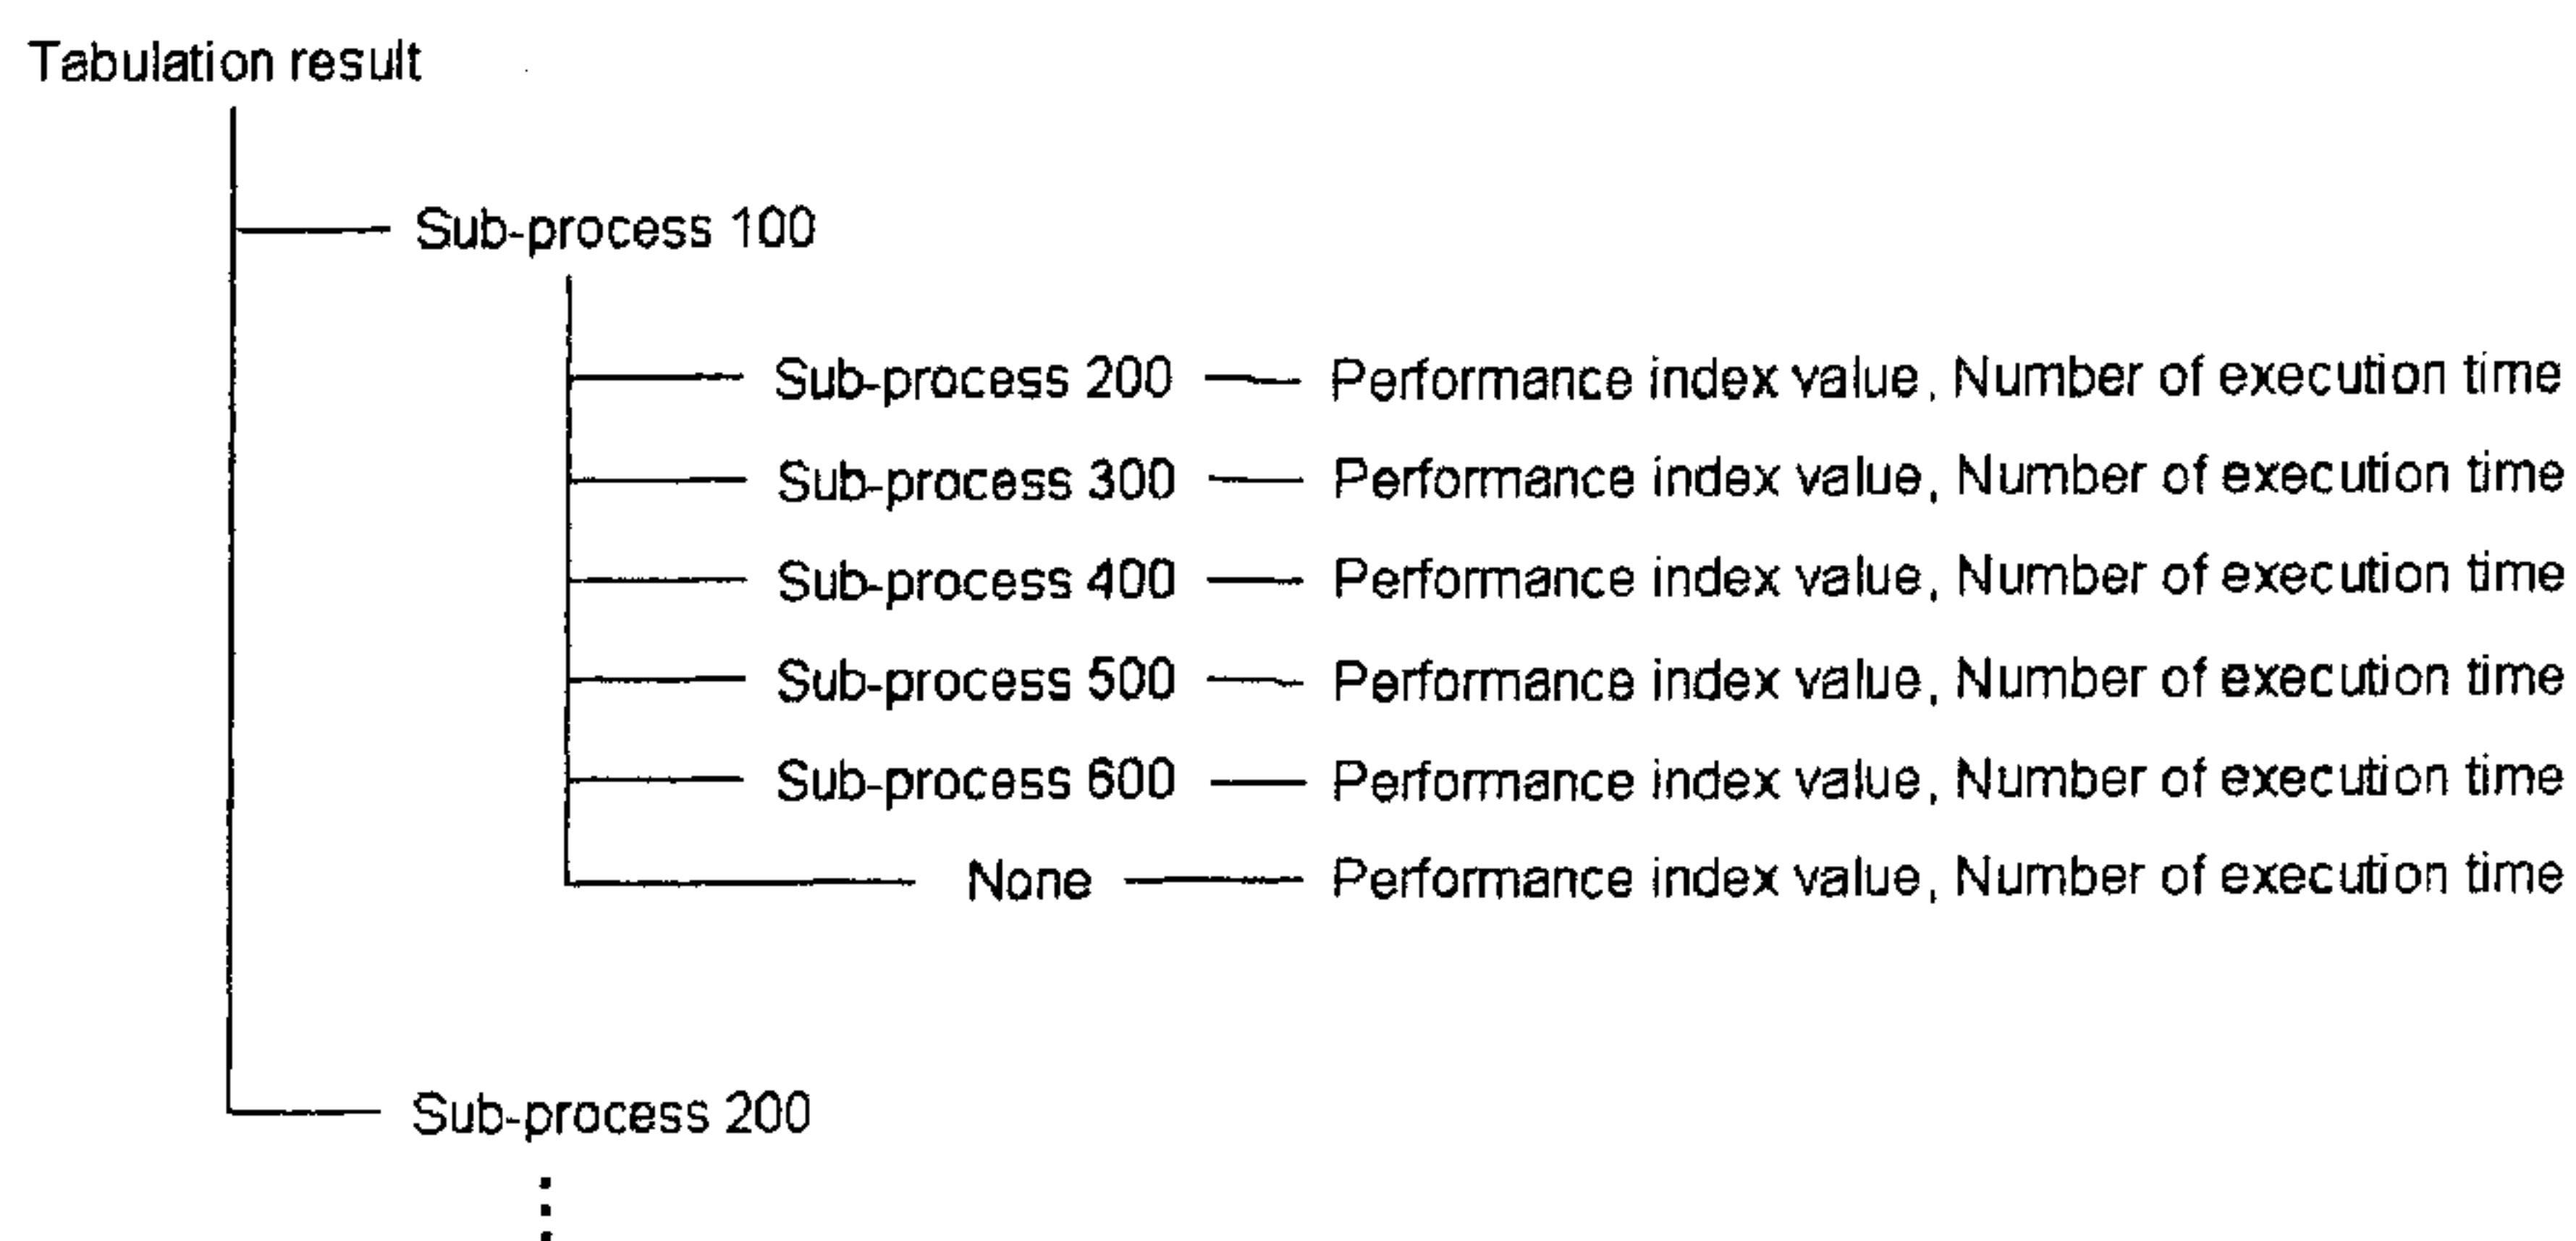 Tabulation result
Sub-process 100
Sub-process 200 Performance index value, Number of execution time
Sub-process 300 Performance index value, Number of execution time
Sub-process 400 Performance index value, Number of execution time
Sub-process 500 Performance index value, Number of execution time
Sub-process 600 Performance index value, Number of execution time
None Performance index value, Number of execution time
Sub-process 200